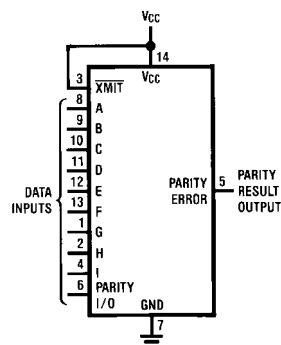 VCC
14
VCC
3 XMIT
8 A
9 B
10 C
11 D
12 E
13 F
1 G
2 H
4 I
6 PARITY
I/O
DATA
INPUTS
PARITY
ERROR
5
PARITY
RESULT
OUTPUT
GND
7